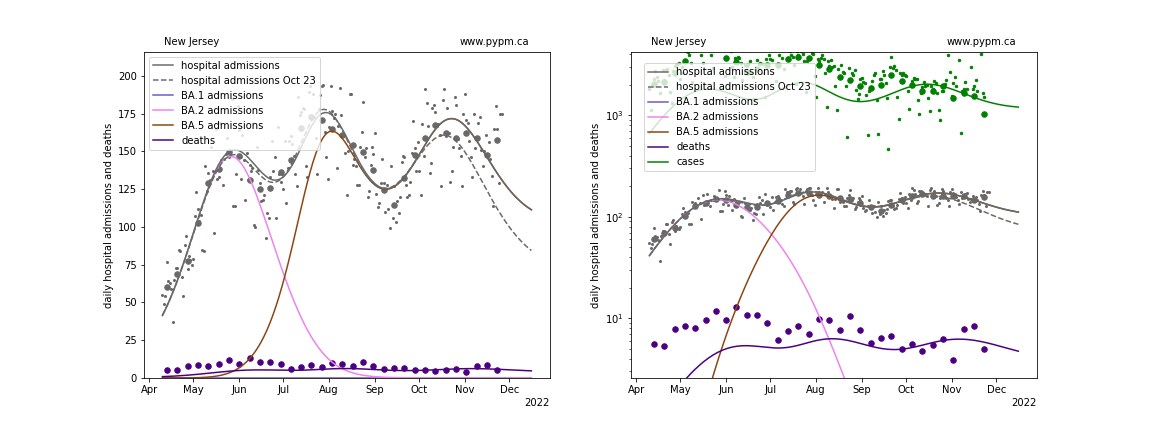 New Jersey www.pypm.ca
hospital admissions
hospital admissions Oct 23
BA.1 admissions
BA.2 admissions
BA.5 admissions
deaths
daily hospital admissions and deaths
200
175
150
125
100
75
50
25
0
Apr May Jun Jul Aug Sep Oct Nov Dec
2022
New Jersey www.pypm.ca
hospital admissions
hospital admissions Oct 23
BA.1 admissions
BA.2 admissions
BA.5 admissions
deaths
cases
daily hospital admissions and deaths
10³
10²
10¹
Apr May Jun Jul Aug Sep Oct Nov Dec
2022